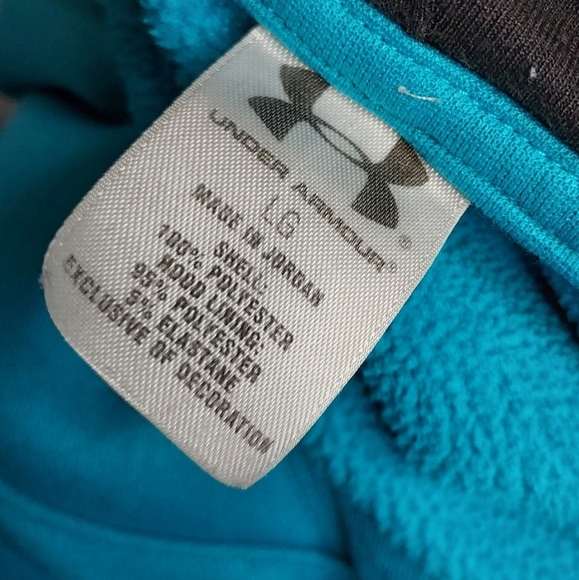 UNDER ARMOUR®
®
LG
MADE IN JORDAN
SHELL:
100% POLYESTER
HOOD LINING:
95% POLYESTER
5% ELASTANE
EXCLUSIVE OF DECORATION